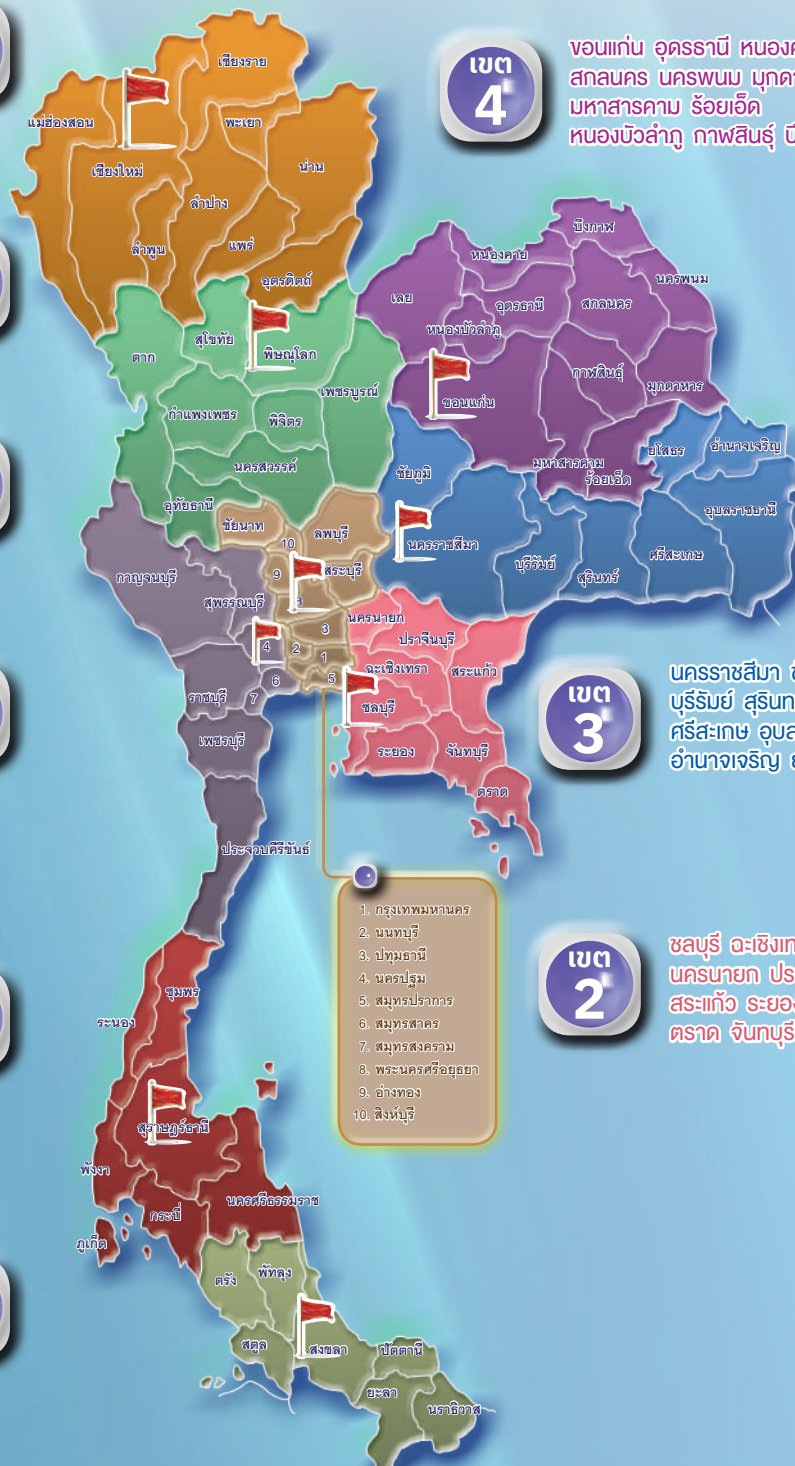 เชียงราย
แม่ฮ่องสอน
พะเยา
เชียงใหม่
น่าน
ลำปาง
ลำพูน
แพร่
อุตรดิตถ์
เขต
4
ขอนแก่น อุดรธานี
สกลนคร นครพนม
มหาสารคาม ร้อยเอ็ด
หนองบัวลำภู กาฬสินธุ์
บึงกาฬ
หนองคาย
นครพนม
เลย
อุดรธานี
สกลนคร
หนองบัวลำภู
กาฬสินธุ์
มุกดาหาร
ขอนแก่น
มหาสารคาม
ร้อยเอ็ด
สุโขทัย
ตาก
พิษณุโลก
เพชรบูรณ์
กำแพงเพชร
พิจิตร
นครสวรรค์
อุทัยธานี
ชัยภูมิ
ยโสธร
อำนาจเจริญ
อุบลราชธานี
นครราชสีมา
บุรีรัมย์
สุรินทร์
ศรีสะเกษ
ชัยนาท
ลพบุรี
10
สระบุรี
9
3
2
1
5
กาญจนบุรี
สุพรรณบุรี
4
6
7
ราชบุรี
เพชรบุรี
ประจวบคีรีขันธ์
นครนายก
ปราจีนบุรี
ฉะเชิงเทรา
สระแก้ว
ชลบุรี
ระยอง
จันทบุรี
ตราด
เขต
3
นครราชสีมา
บุรีรัมย์
ศรีสะเกษ
อำนาจเจริญ
1. กรุงเทพมหานคร
2. นนทบุรี
3. ปทุมธานี
4. นครปฐม
5. สมุทรปราการ
6. สมุทรสาคร
7. สมุทรสงคราม
8. พระนครศรีอยุธยา
9. อ่างทอง
10. สิงห์บุรี
เขต
2
ชลบุรี
นครนายก
สระแก้ว ระยอง
ตราด จันทบุรี
ชุมพร
ระนอง
สุราษฎร์ธานี
พังงา
นครศรีธรรมราช
กระบี่
ภูเก็ต
ตรัง
พัทลุง
สตูล
สงขลา
ปัตตานี
ยะลา
นราธิวาส